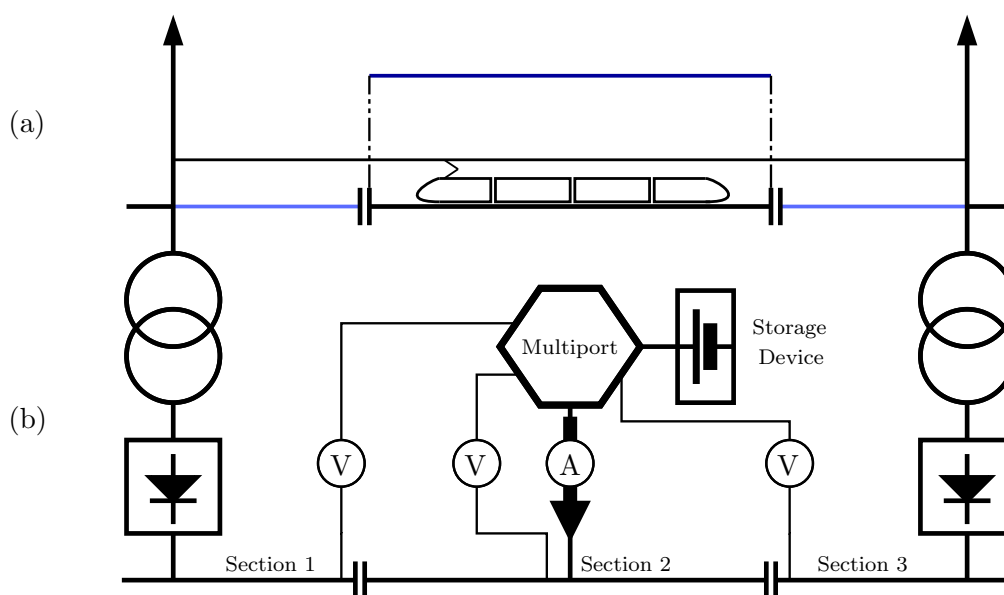 (a)
Multiport
Storage
Device
(b)
V
V
A
V
Section 1
Section 2
Section 3